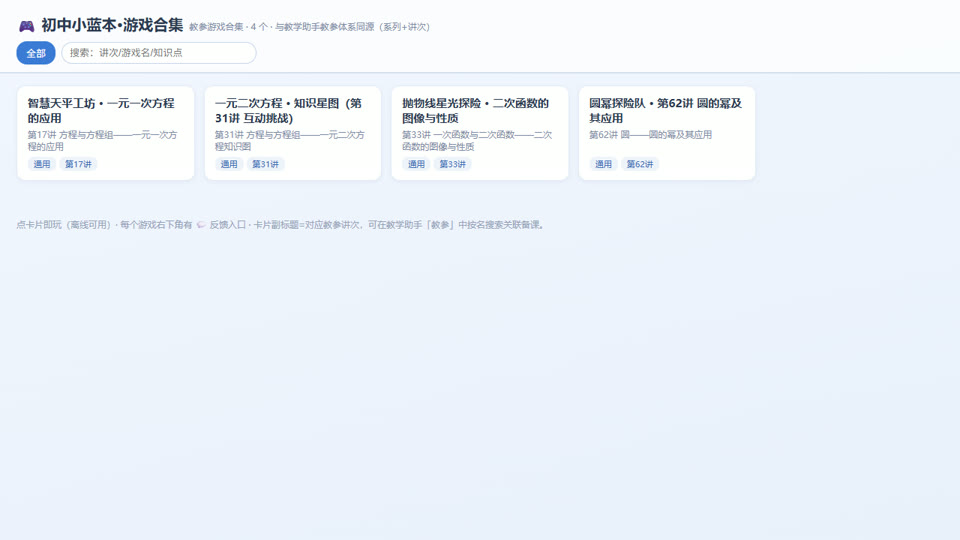 初中小蓝本·游戏合集 教参游戏合集 · 4 个 · 与教学助手教参体系同源（系列+讲次）
全部 搜索：讲次/游戏名/知识点
智慧天平工坊·一元一次方程
的应用
第17讲 方程与方程组——一元一次方
程的应用
通用 第17讲
一元二次方程·知识星图（第
31讲 互动挑战）
第31讲 方程与方程组——一元二次方
程知识图
通用 第31讲
抛物线星光探险·二次函数的
图像与性质
第33讲 一次函数与二次函数——二次
函数的图像与性质
通用 第33讲
圆幂探险队·第62讲 圆的幂及
其应用
第62讲 圆——圆的幂及其应用
通用 第62讲
点卡片即玩（离线可用）· 每个游戏右下角有 反馈入口 · 卡片副标题=对应教参讲次，可在教学助手「教参」中按名搜索关联备课。